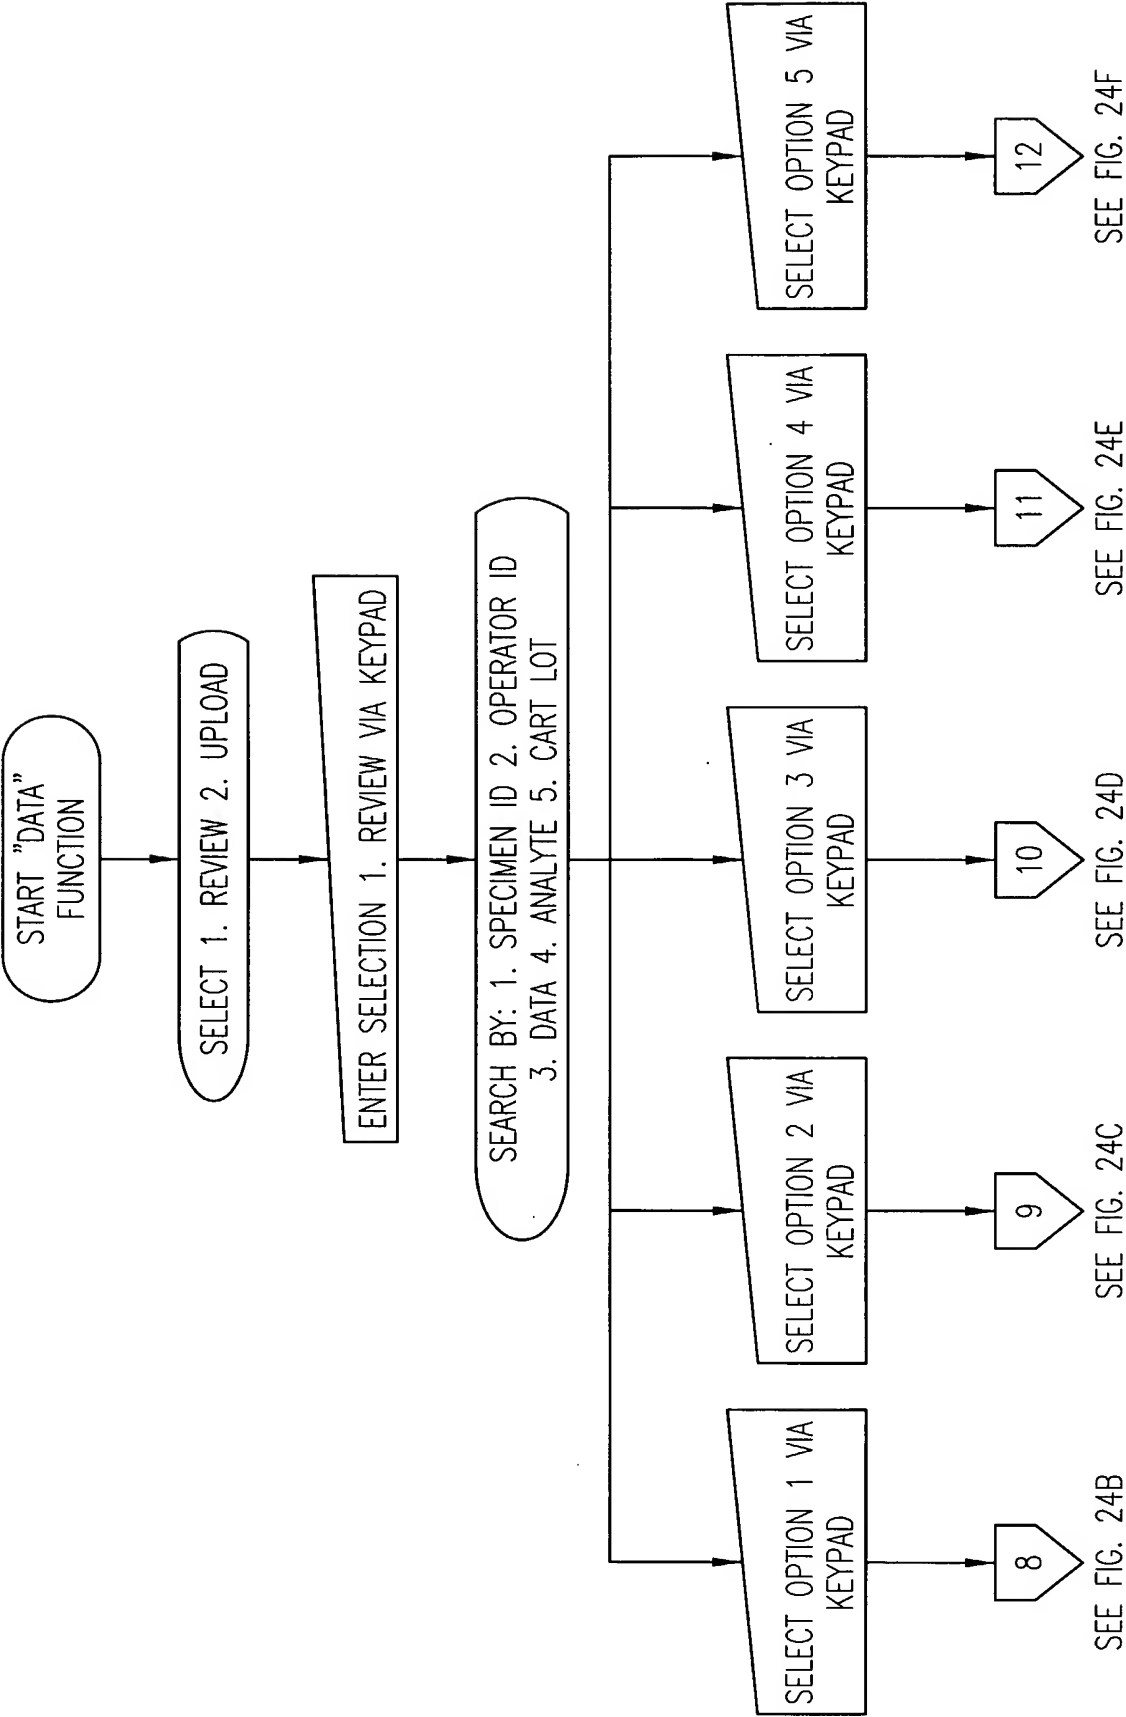 START "DATA"
FUNCTION
SELECT 1. REVIEW 2. UPLOAD
ENTER SELECTION 1. REVIEW VIA KEYPAD
SEARCH BY: 1. SPECIMEN ID 2. OPERATOR ID
3. DATA 4. ANALYTE 5. CART LOT
SELECT OPTION 1 VIA
KEYPAD
8
SEE FIG. 24B
SELECT OPTION 2 VIA
KEYPAD
9
SEE FIG. 24C
SELECT OPTION 3 VIA
KEYPAD
10
SEE FIG. 24D
SELECT OPTION 4 VIA
KEYPAD
11
SEE FIG. 24E
SELECT OPTION 5 VIA
KEYPAD
12
SEE FIG. 24F